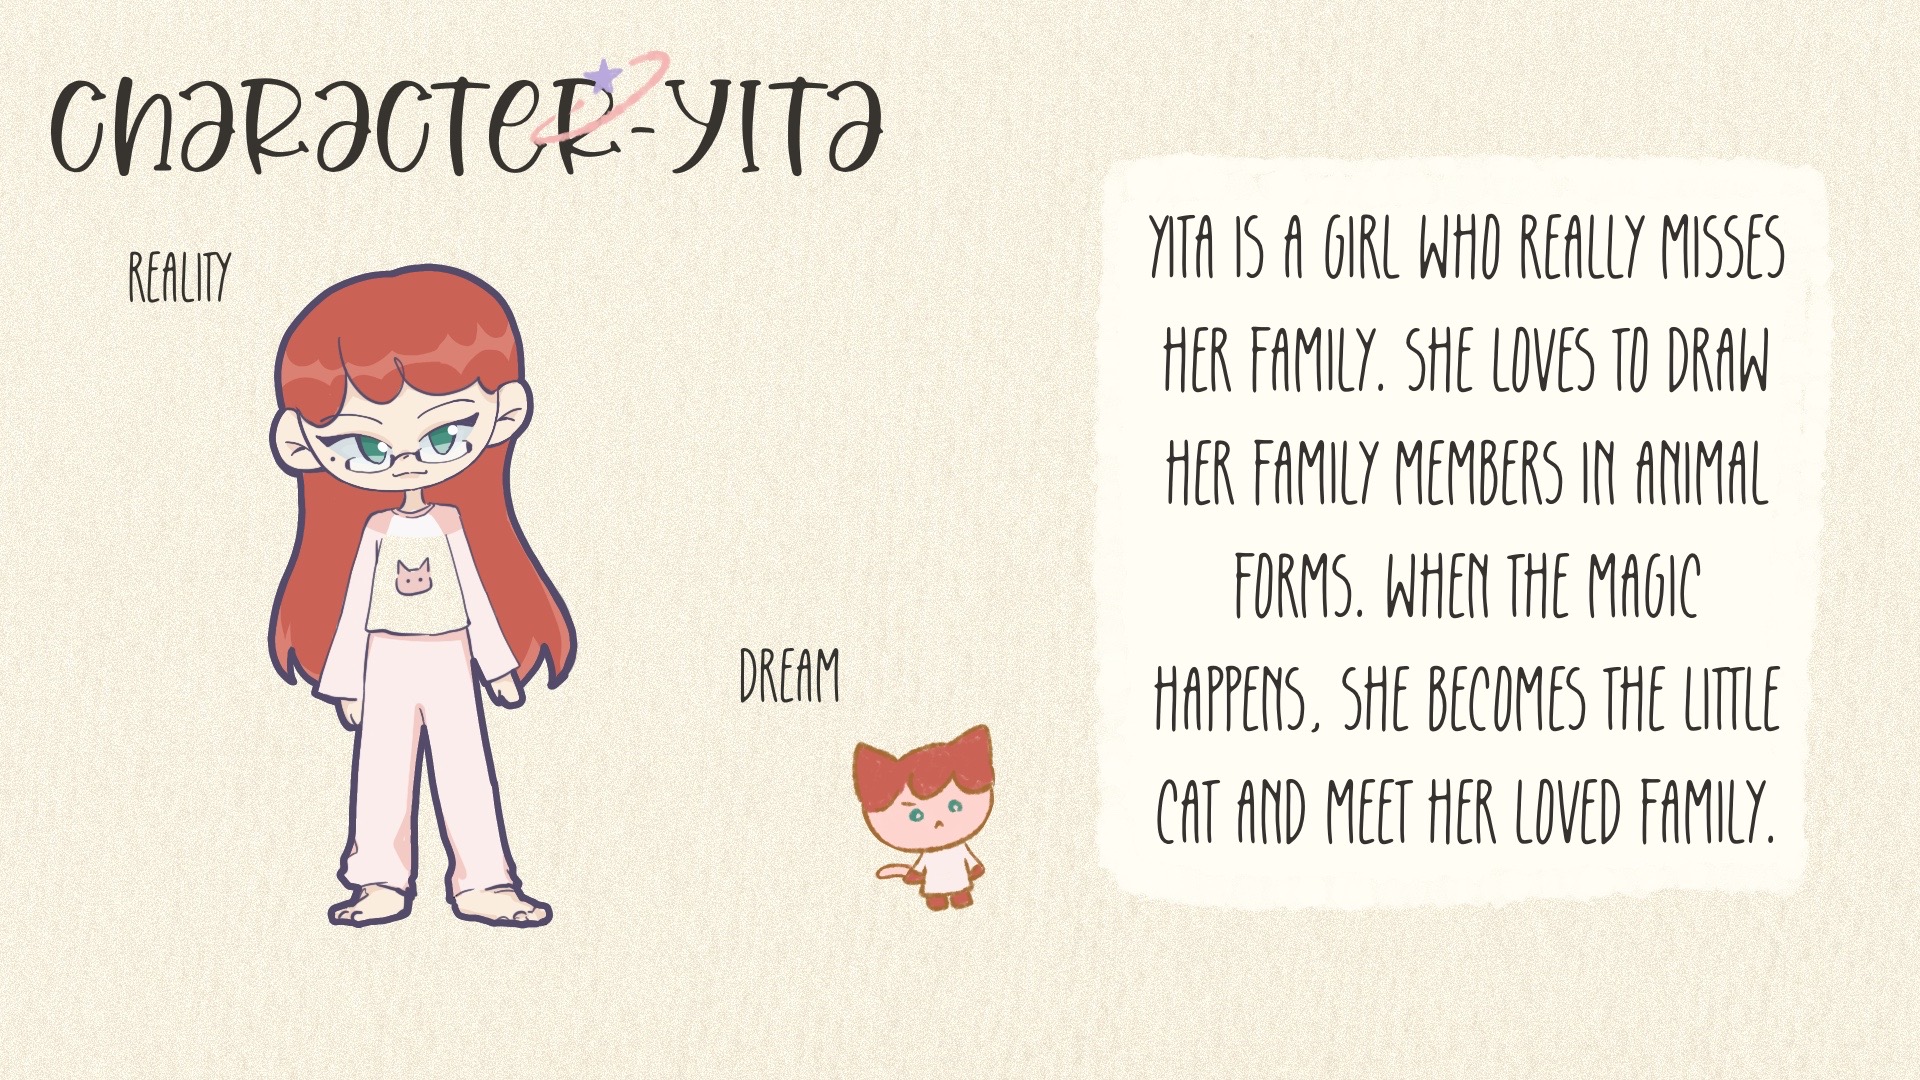 CHARACTER-YITA
REALITY
DREAM
YITA IS A GIRL WHO REALLY MISSES
HER FAMILY. SHE LOVES TO DRAW
HER FAMILY MEMBERS IN ANIMAL
FORMS. WHEN THE MAGIC
HAPPENS, SHE BECOMES THE LITTLE
CAT AND MEET HER LOVED FAMILY.